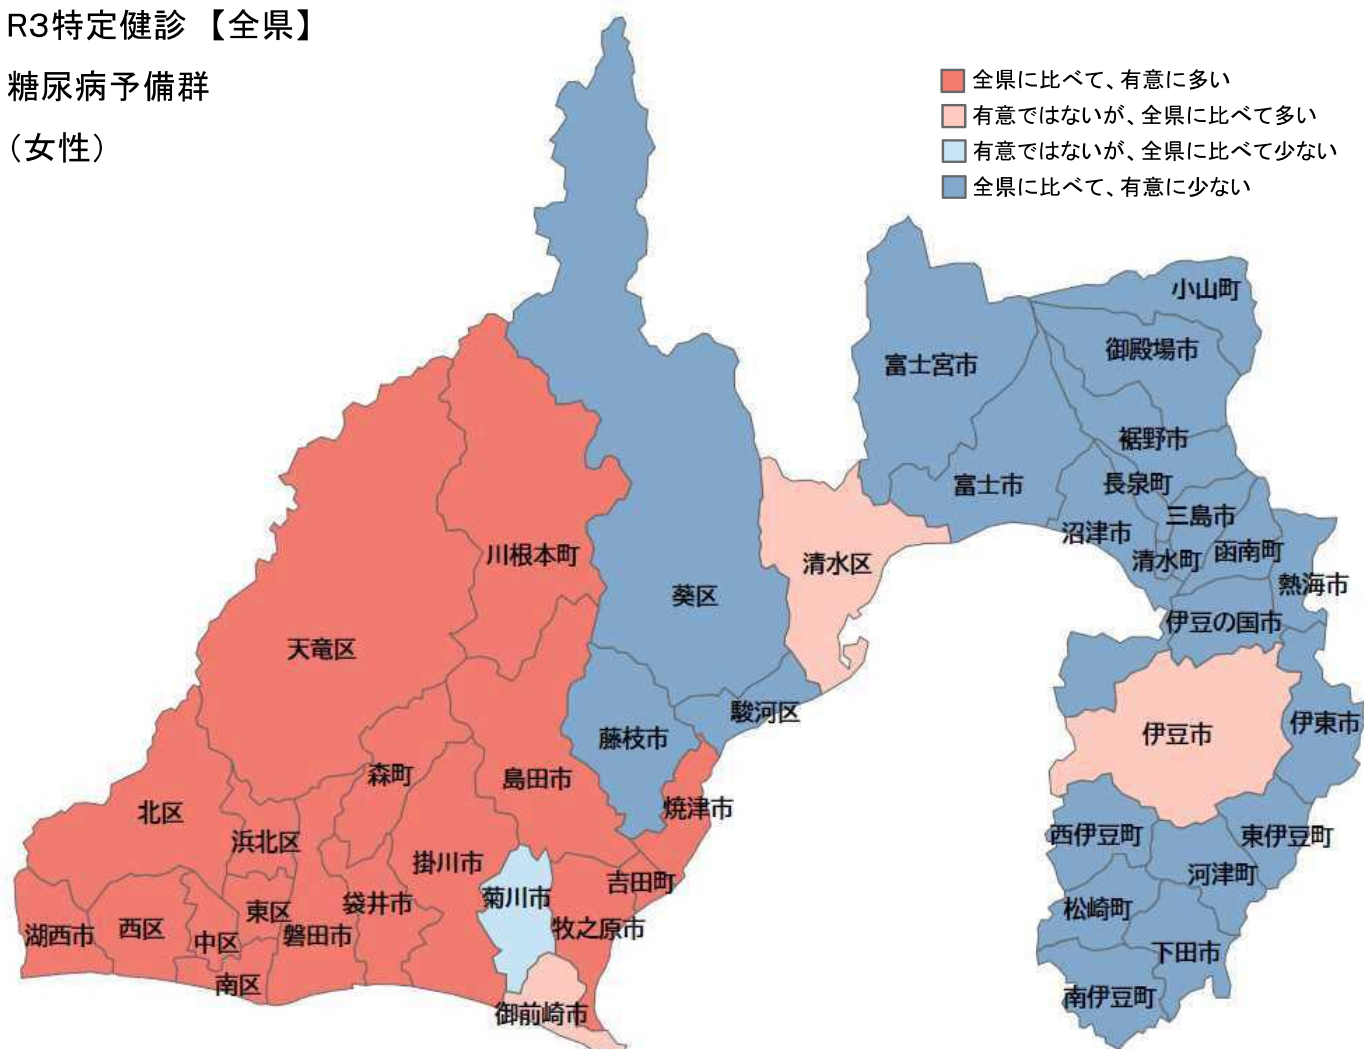 R3特定健診 【全県】
糖尿病予備群
（女性）
全県に比べて、有意に多い
有意ではないが、全県に比べて多い
有意ではないが、全県に比べて少ない
全県に比べて、有意に少ない
小山町
御殿場市
富士宮市
裾野市
富士市
長泉町
三島市
沼津市
清水町
函南町
熱海市
川根本町
清水区
葵区
伊豆の国市
天竜区
駿河区
藤枝市
伊豆市
伊東市
森町
島田市
焼津市
北区
浜北区
掛川市
西伊豆町
東伊豆町
河津町
吉田町
菊川市
袋井市
東区
松崎町
湖西市
西区
中区
磐田市
牧之原市
下田市
南区
御前崎市
南伊豆町